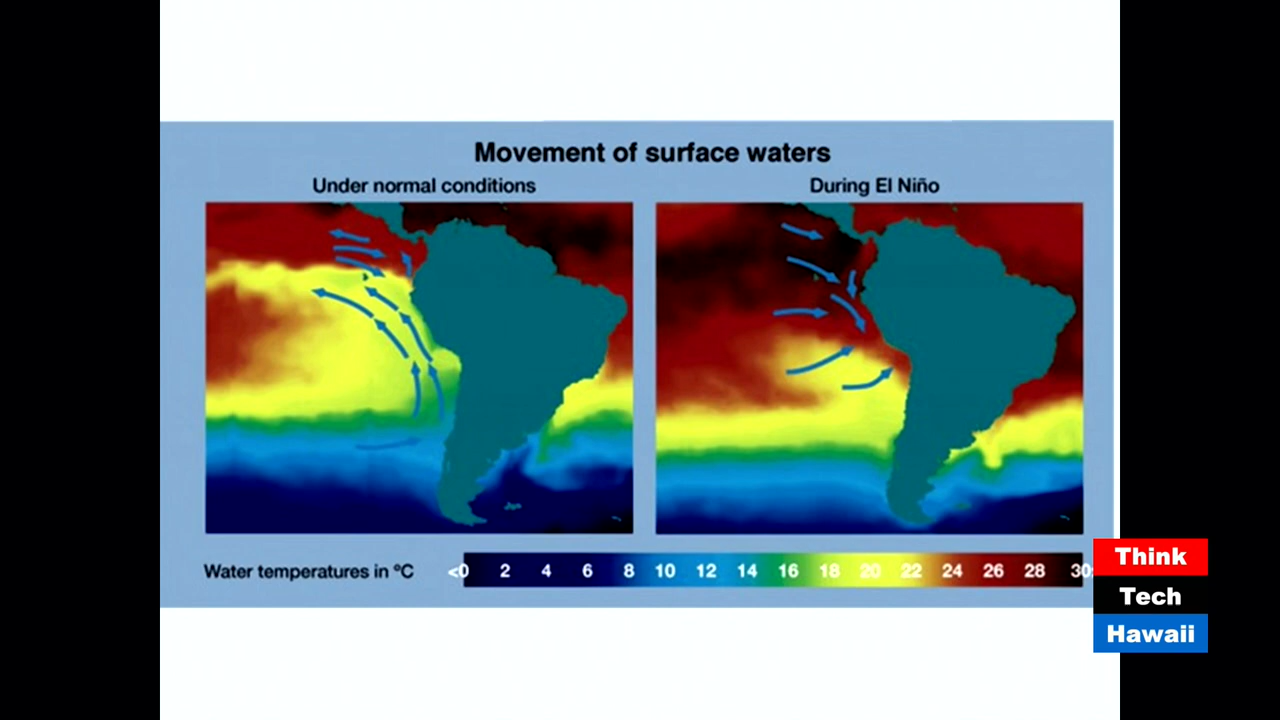 Movement of surface waters
Under normal conditions
During El Niño
Water temperatures in ºC
<0 2 4 6 8 10 12 14 16 18 20 22 24 26 28 30
Think
Tech
Hawaii